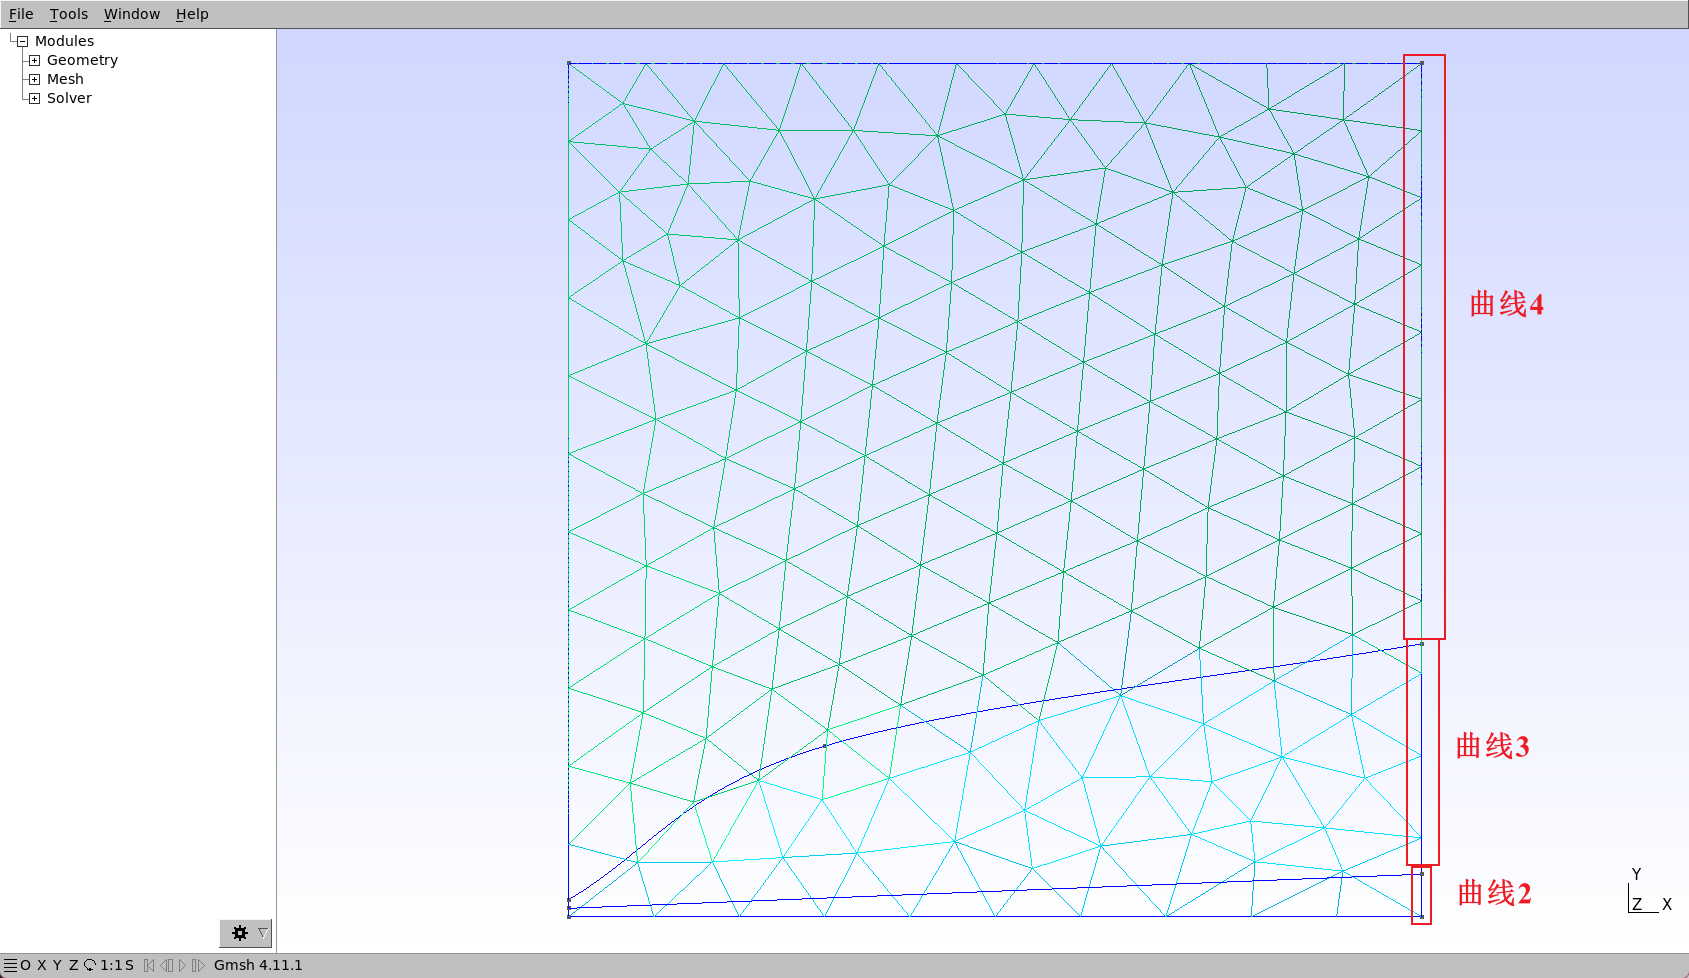 File Tools Window Help
Modules
Geometry
Mesh
Solver
曲线4
曲线3
曲线2
Y
Z X
O X Y Z 1:1 S Gmsh 4.11.1